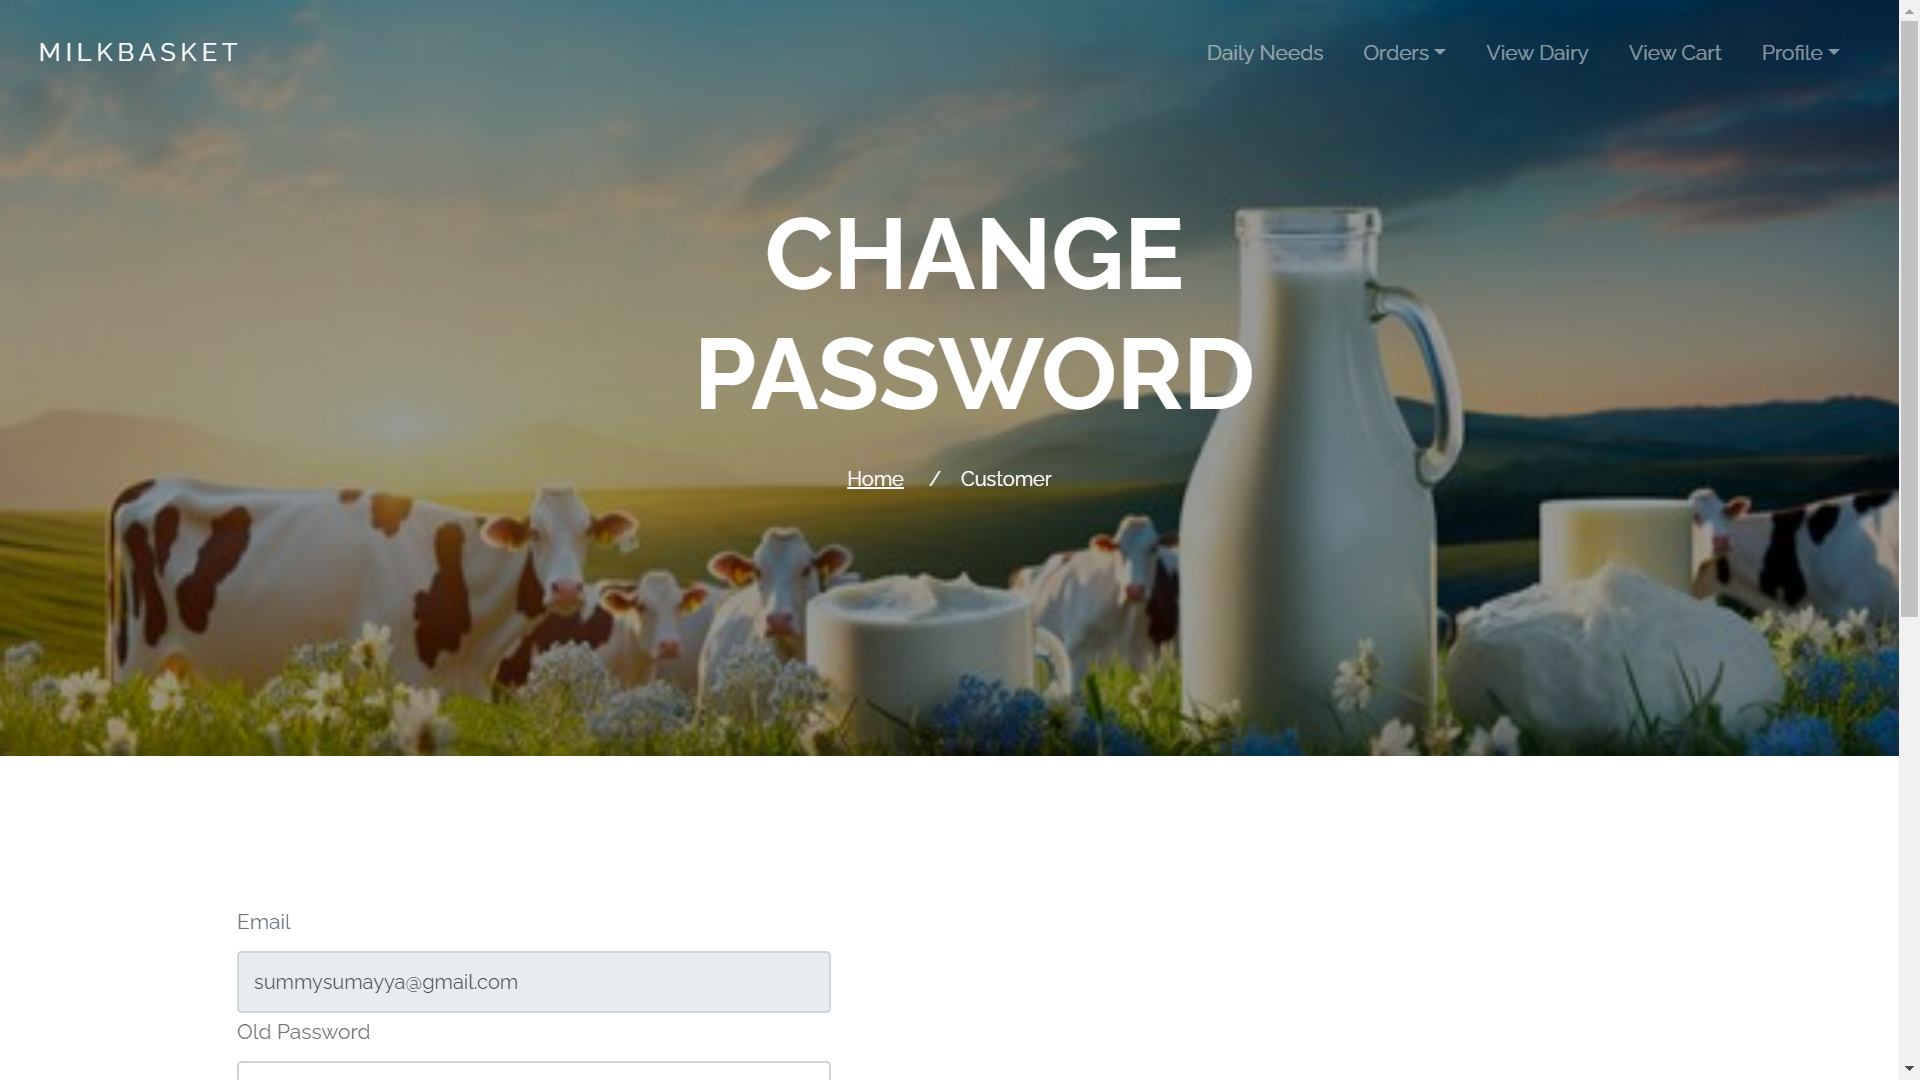 MILKBASKET
Daily Needs
Orders
View Dairy
View Cart
Profile
CHANGE
PASSWORD
Home / Customer
Email
summysumayya@gmail.com
Old Password